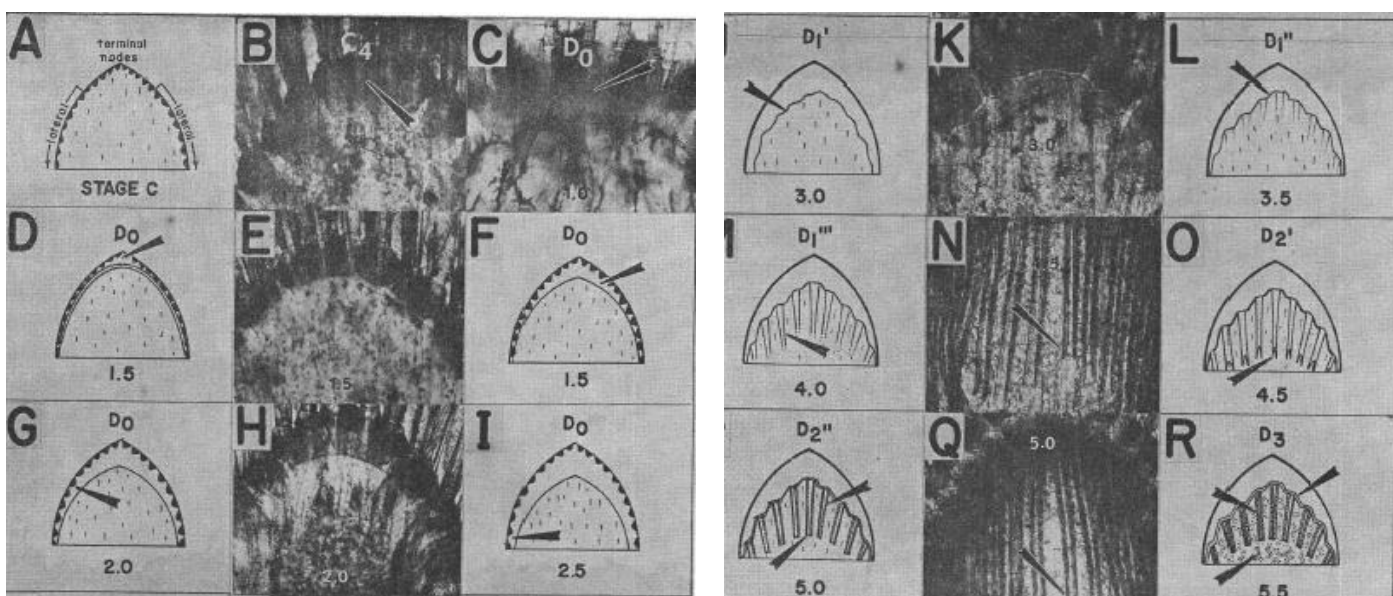 A
terminal
nodes
lateral
lateral
STAGE C
B
C4
C
D0
1.0
D
D0
1.5
E
1.5
F
D0
1.5
G
D0
2.0
H
2.0
I
D0
2.5
D1'
3.0
K
3.0
L
D1"
3.5
D1'''
4.0
N
O
D2'
4.5
D2"
5.0
Q
5.0
R
D3
5.5